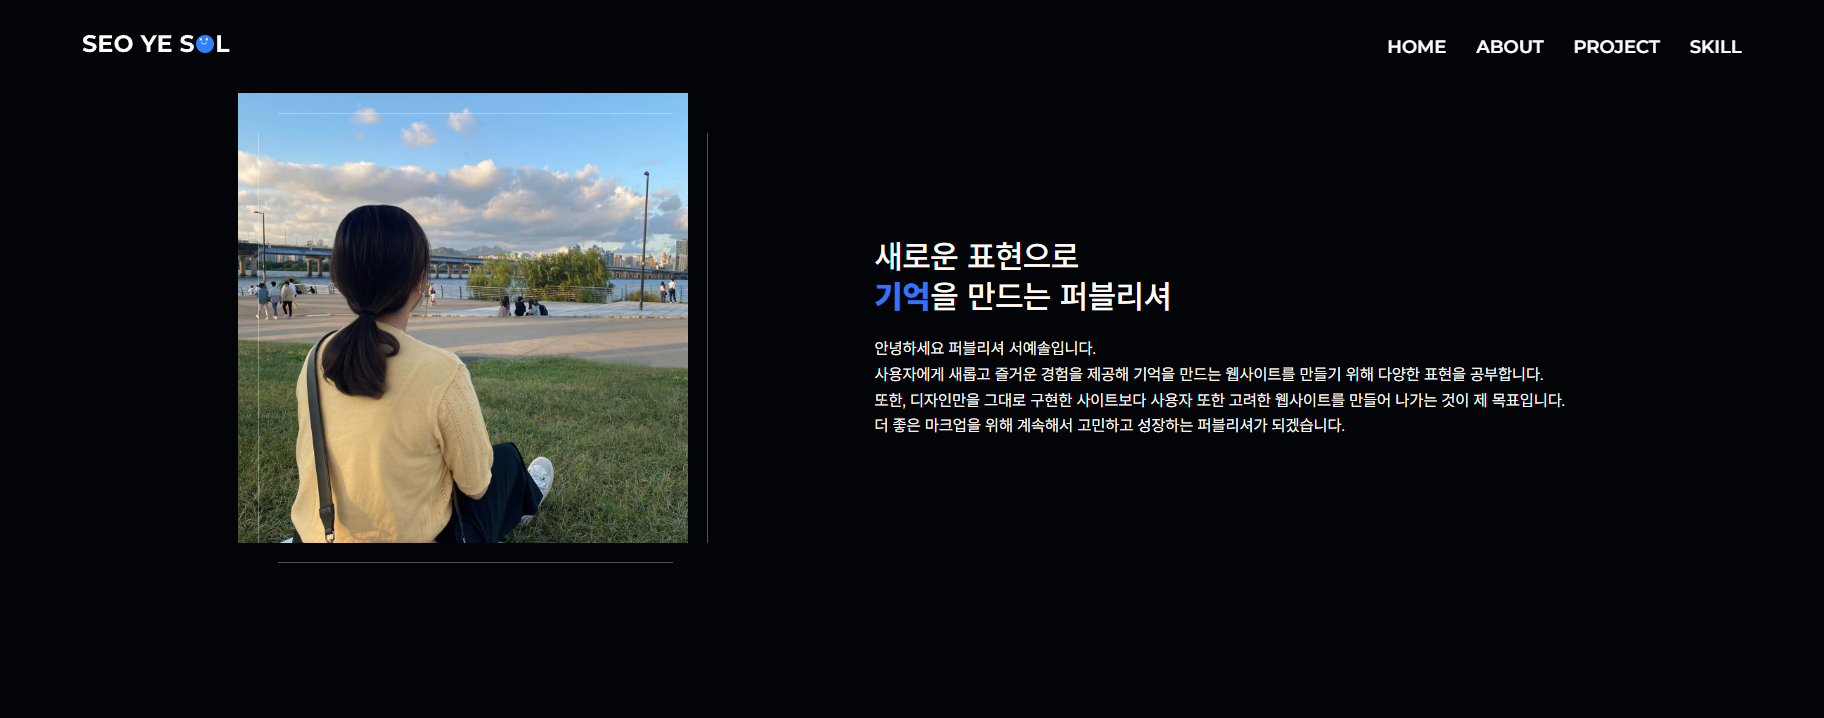 SEO YE SOL
HOME ABOUT PROJECT SKILL
새로운 표현으로
기억을 만드는 퍼블리셔
안녕하세요 퍼블리셔 서예솔입니다.
사용자에게 새롭고 즐거운 경험을 제공해 기억을 만드는 웹사이트를 만들기 위해 다양한 표현을 공부합니다.
또한, 디자인만을 그대로 구현한 사이트보다 사용자 또한 고려한 웹사이트를 만들어 나가는 것이 제 목표입니다.
더 좋은 마크업을 위해 계속해서 고민하고 성장하는 퍼블리셔가 되겠습니다.